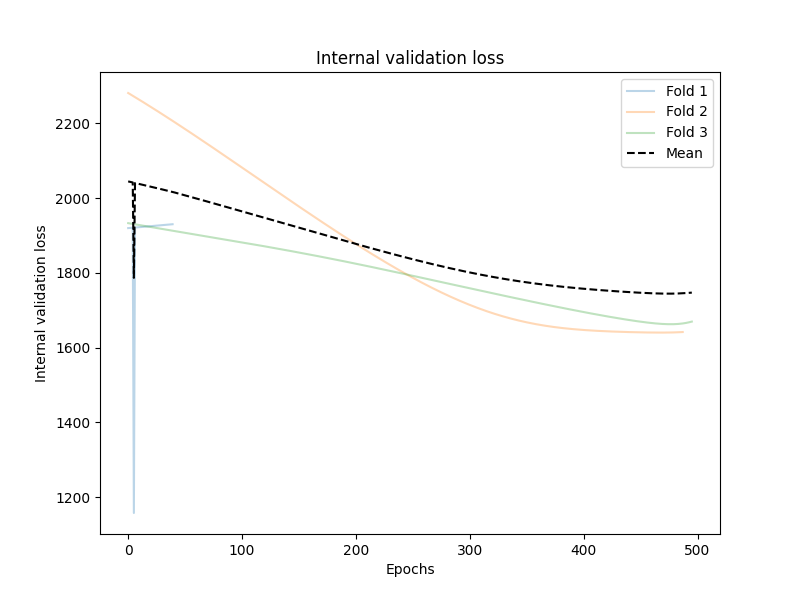 Internal validation loss
Fold 1
Fold 2
Fold 3
Mean
Internal validation loss
2200
2000
1800
1600
1400
1200
0 100 200 300 400 500
Epochs